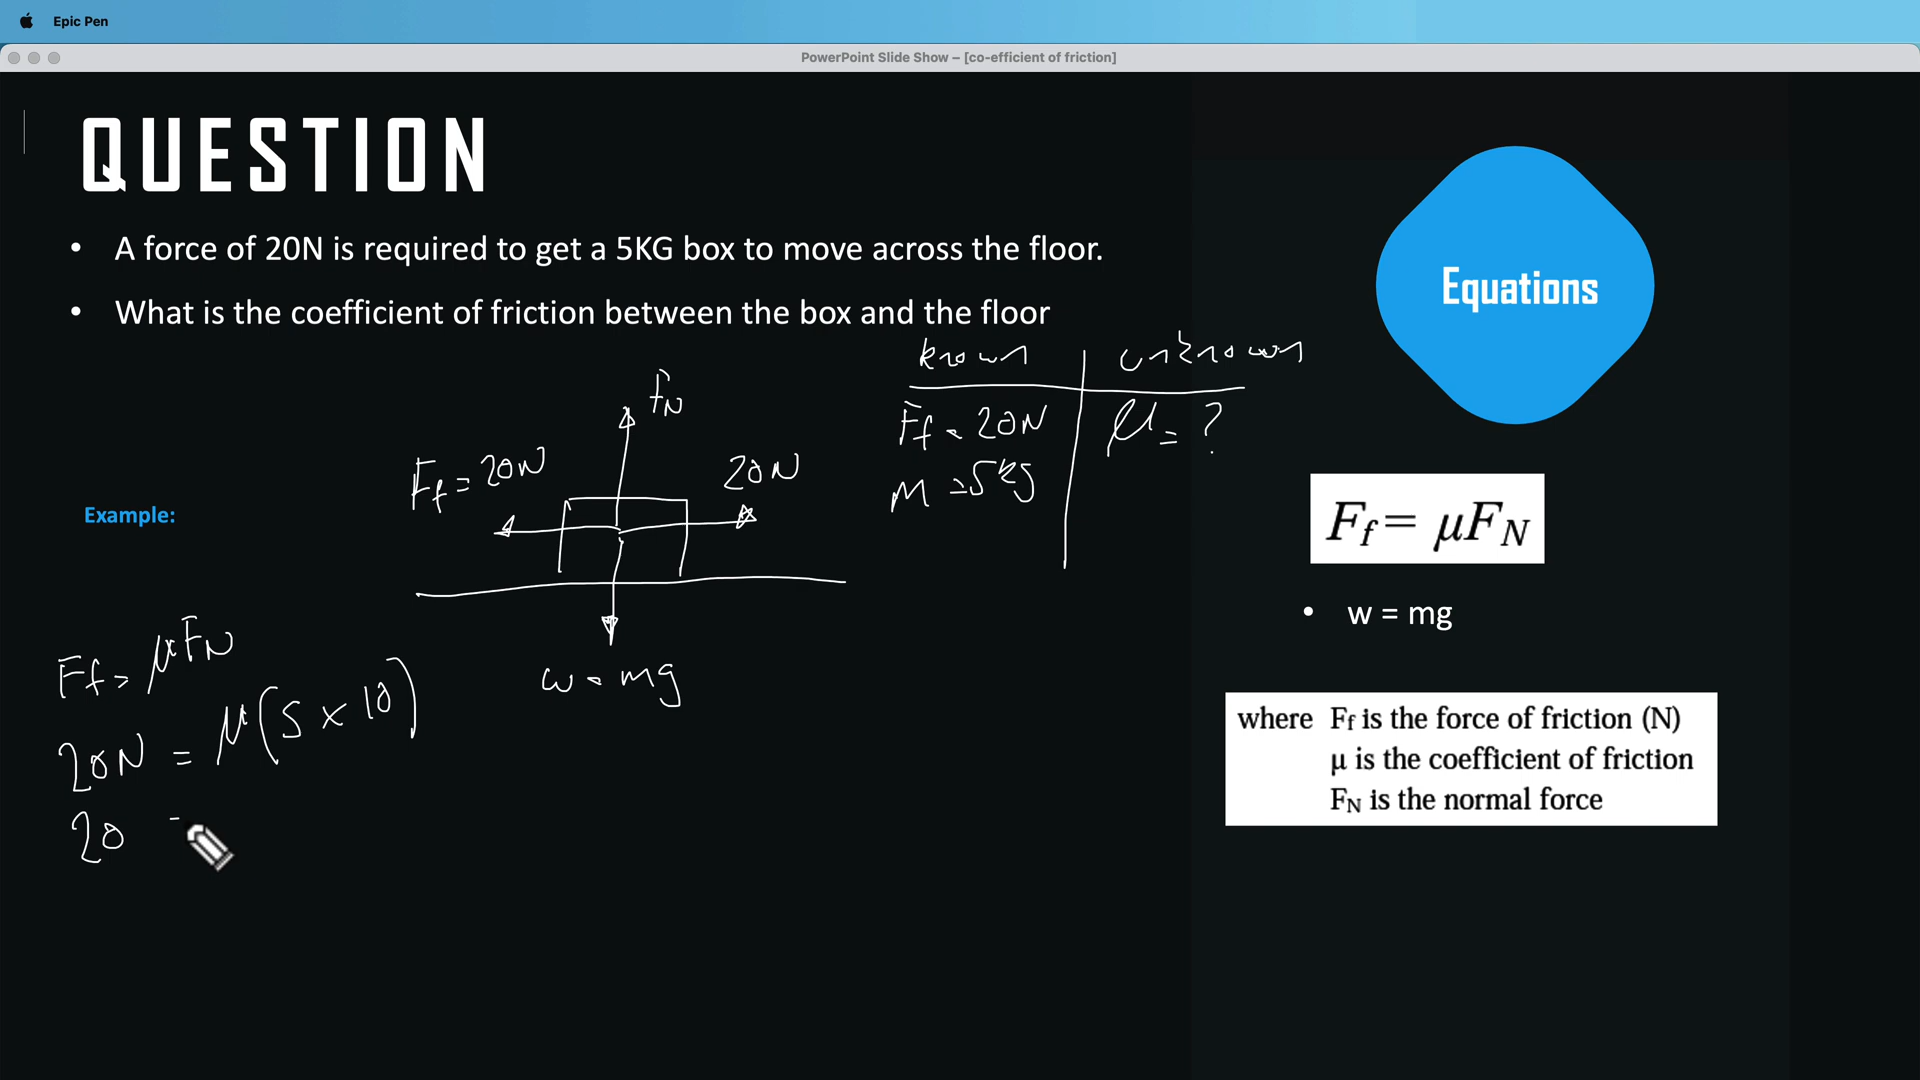 Epic Pen
PowerPoint Slide Show – [co-efficient of friction]
QUESTION
• A force of 20N is required to get a 5KG box to move across the floor.
• What is the coefficient of friction between the box and the floor
Equations
known unknown
Ff = 20N μ = ?
m = 5kg
FN
Ff = 20N
20N
w = mg
Example:
Ff = μFN
20N = μ(5 × 10)
20
Ff = μFN
• w = mg
where Ff is the force of friction (N)
μ is the coefficient of friction
FN is the normal force